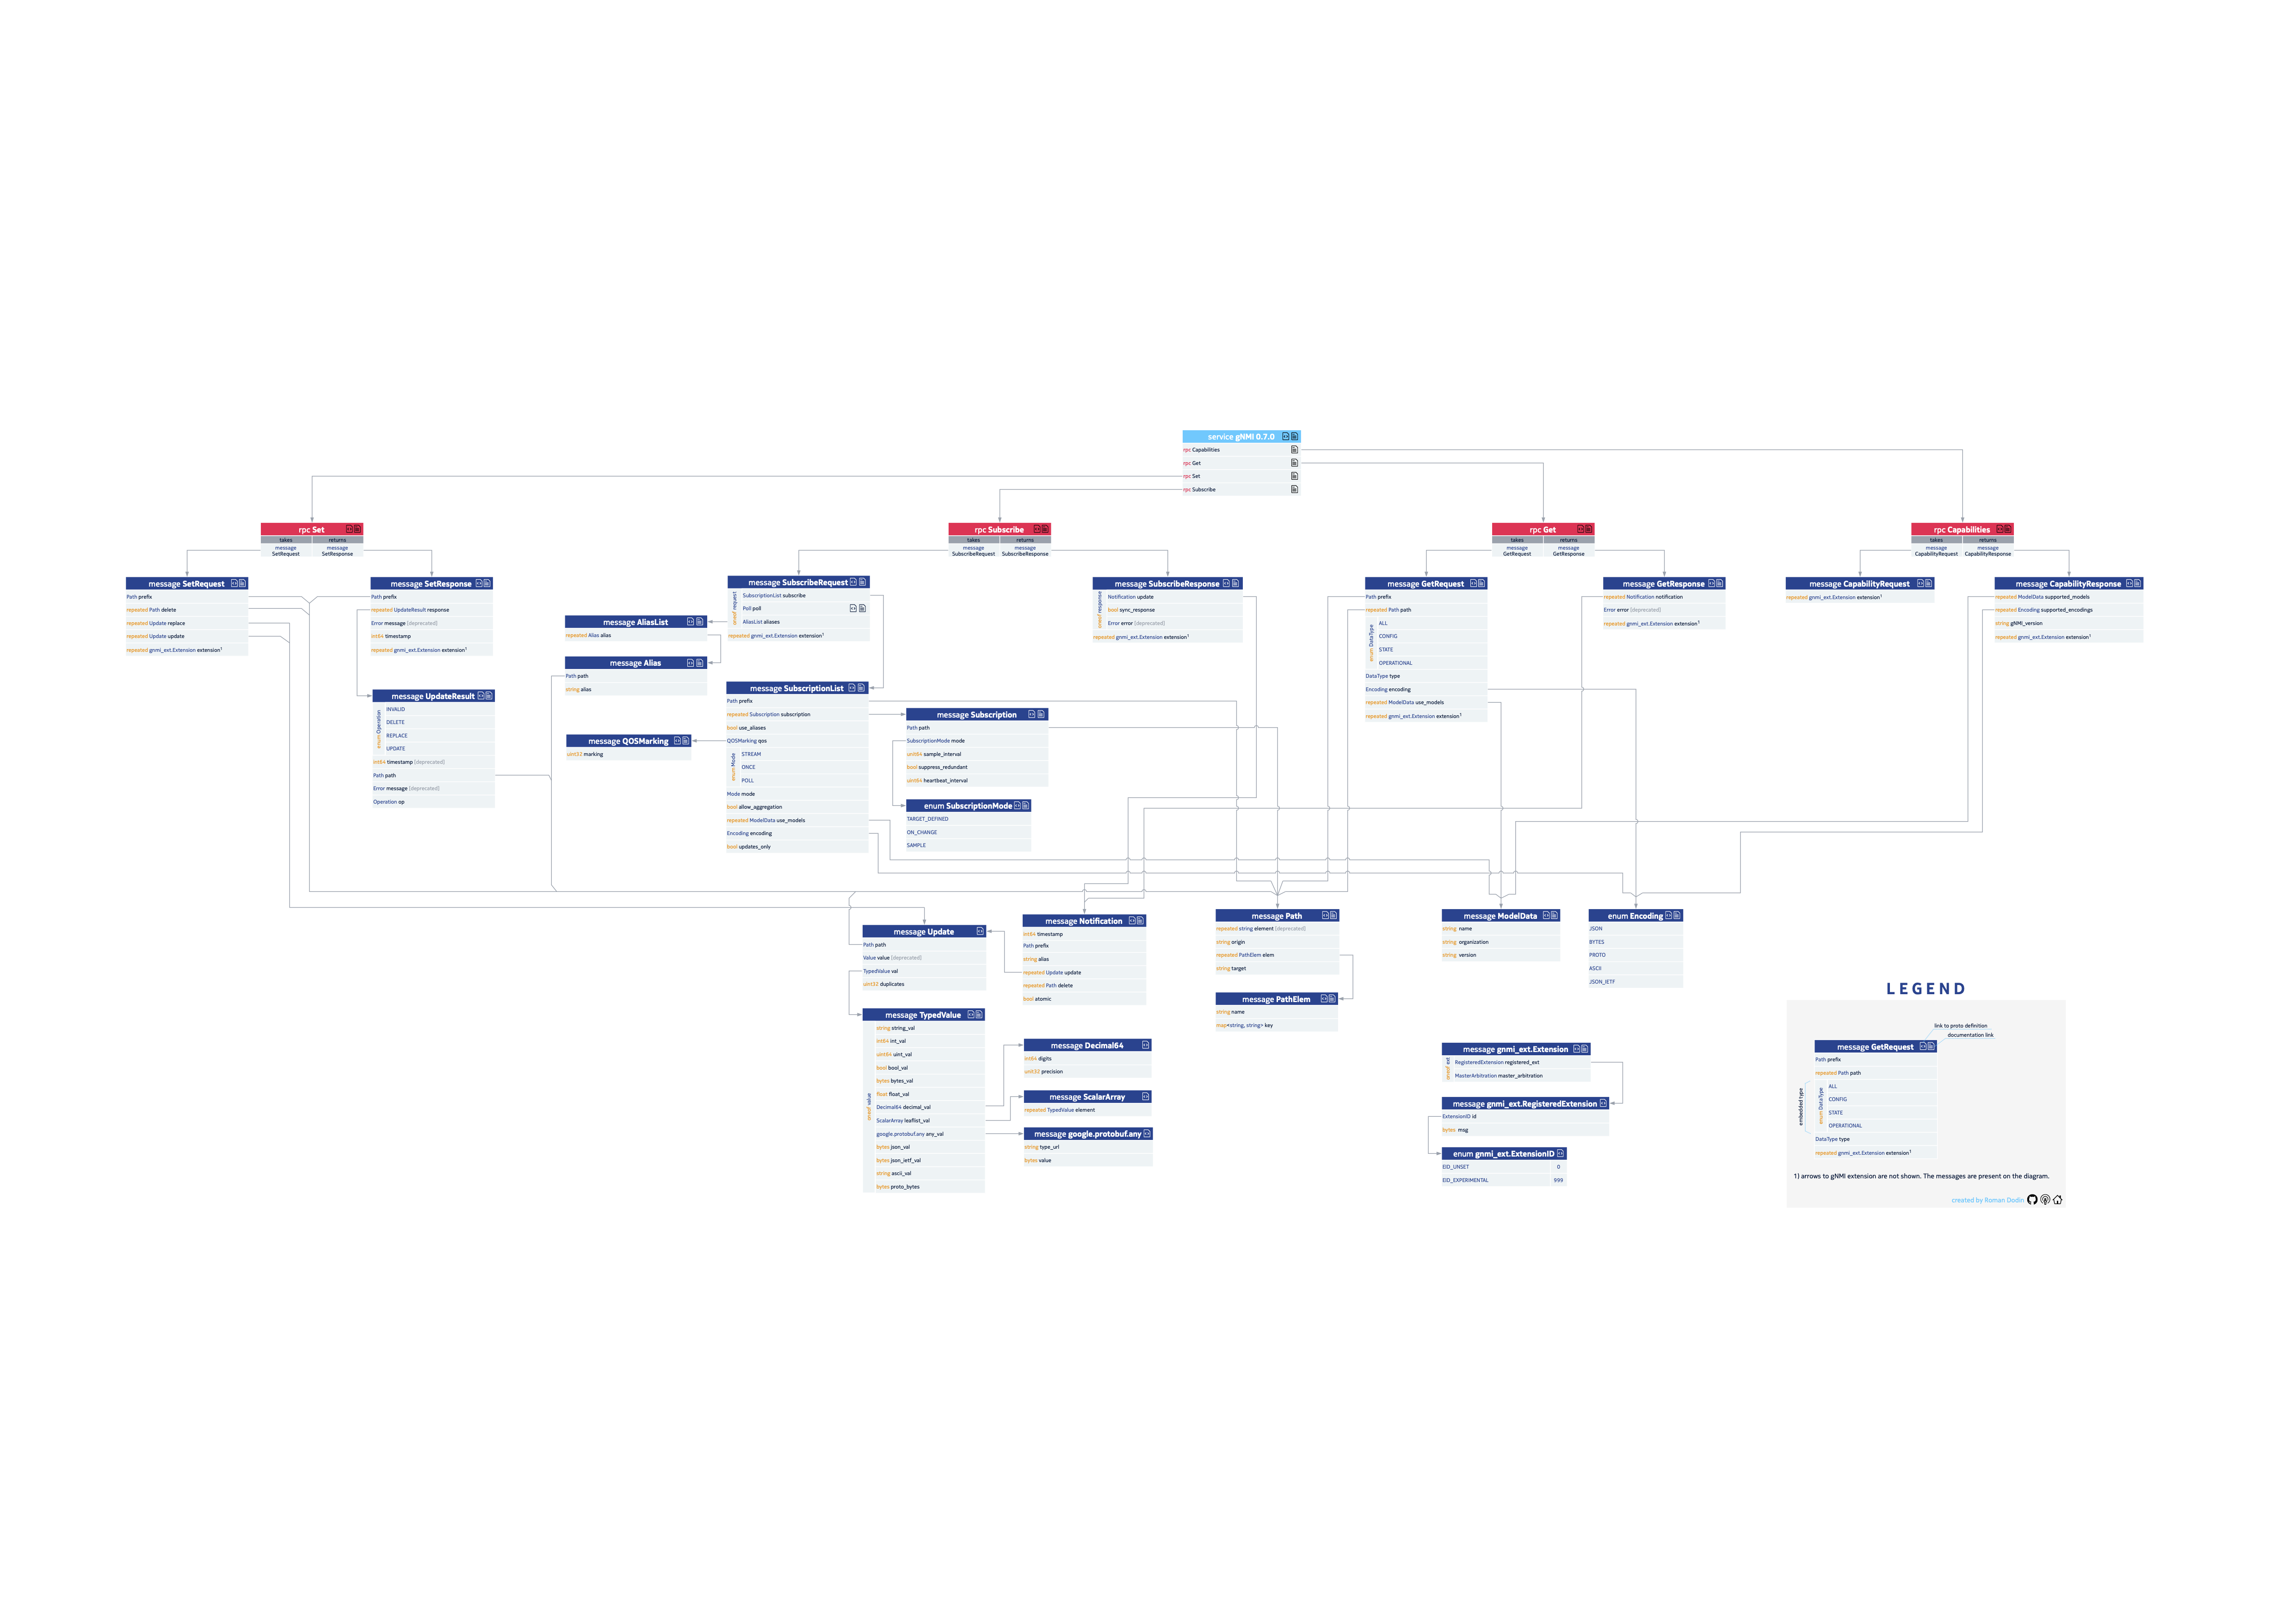 service gNMI 0.7.0
rpc Capabilities
rpc Get
rpc Set
rpc Subscribe
rpc Set
takes returns
message message
SetRequest SetResponse
rpc Subscribe
takes returns
message message
SubscribeRequest SubscribeResponse
rpc Get
takes returns
message message
GetRequest GetResponse
rpc Capabilities
takes returns
message message
CapabilityRequest CapabilityResponse
message SetRequest
Path prefix
repeated Path delete
repeated Update replace
repeated Update update
repeated gnmi_ext.Extension extension1
message SetResponse
Path prefix
repeated UpdateResult response
Error message [deprecated]
int64 timestamp
repeated gnmi_ext.Extension extension1
message UpdateResult
enum Operation
INVALID
DELETE
REPLACE
UPDATE
int64 timestamp [deprecated]
Path path
Error message [deprecated]
Operation op
message AliasList
repeated Alias alias
message Alias
Path path
string alias
message QOSMarking
uint32 marking
message SubscribeRequest
oneof request
SubscriptionList subscribe
Poll poll
AliasList aliases
repeated gnmi_ext.Extension extension1
message SubscriptionList
Path prefix
repeated Subscription subscription
bool use_aliases
QOSMarking qos
enum Mode
STREAM
ONCE
POLL
Mode mode
bool allow_aggregation
repeated ModelData use_models
Encoding encoding
bool updates_only
message Subscription
Path path
SubscriptionMode mode
unit64 sample_interval
bool suppress_redundant
uint64 heartbeat_interval
enum SubscriptionMode
TARGET_DEFINED
ON_CHANGE
SAMPLE
message SubscribeResponse
oneof response
Notification update
bool sync_response
Error error [deprecated]
repeated gnmi_ext.Extension extension1
message GetRequest
Path prefix
repeated Path path
enum DataType
ALL
CONFIG
STATE
OPERATIONAL
DataType type
Encoding encoding
repeated ModelData use_models
repeated gnmi_ext.Extension extension1
message GetResponse
repeated Notification notification
Error error [deprecated]
repeated gnmi_ext.Extension extension1
message CapabilityRequest
repeated gnmi_ext.Extension extension1
message CapabilityResponse
repeated ModelData supported_models
repeated Encoding supported_encodings
string gNMI_version
repeated gnmi_ext.Extension extension1
message Update
Path path
Value value [deprecated]
TypedValue val
uint32 duplicates
message Notification
int64 timestamp
Path prefix
string alias
repeated Update update
repeated Path delete
bool atomic
message Path
repeated string element [deprecated]
string origin
repeated PathElem elem
string target
message PathElem
string name
map<string, string> key
message ModelData
string name
string organization
string version
enum Encoding
JSON
BYTES
PROTO
ASCII
JSON_IETF
message TypedValue
oneof value
string string_val
int64 int_val
uint64 uint_val
bool bool_val
bytes bytes_val
float float_val
Decimal64 decimal_val
ScalarArray leaflist_val
google.protobuf.any any_val
bytes json_val
bytes json_ietf_val
string ascii_val
bytes proto_bytes
message Decimal64
int64 digits
unit32 precision
message ScalarArray
repeated TypedValue element
message google.protobuf.any
string type_url
bytes value
message gnmi_ext.Extension
oneof ext
RegisteredExtension registered_ext
MasterArbitration master_arbitration
message gnmi_ext.RegisteredExtension
ExtensionID id
bytes msg
enum gnmi_ext.ExtensionID
EID_UNSET 0
EID_EXPERIMENTAL 999
LEGEND
link to proto definition
documentation link
message GetRequest
Path prefix
repeated Path path
embedded type
enum DataType
ALL
CONFIG
STATE
OPERATIONAL
DataType type
repeated gnmi_ext.Extension extension1
1) arrows to gNMI extension are not shown. The messages are present on the diagram.
created by Roman Dodin